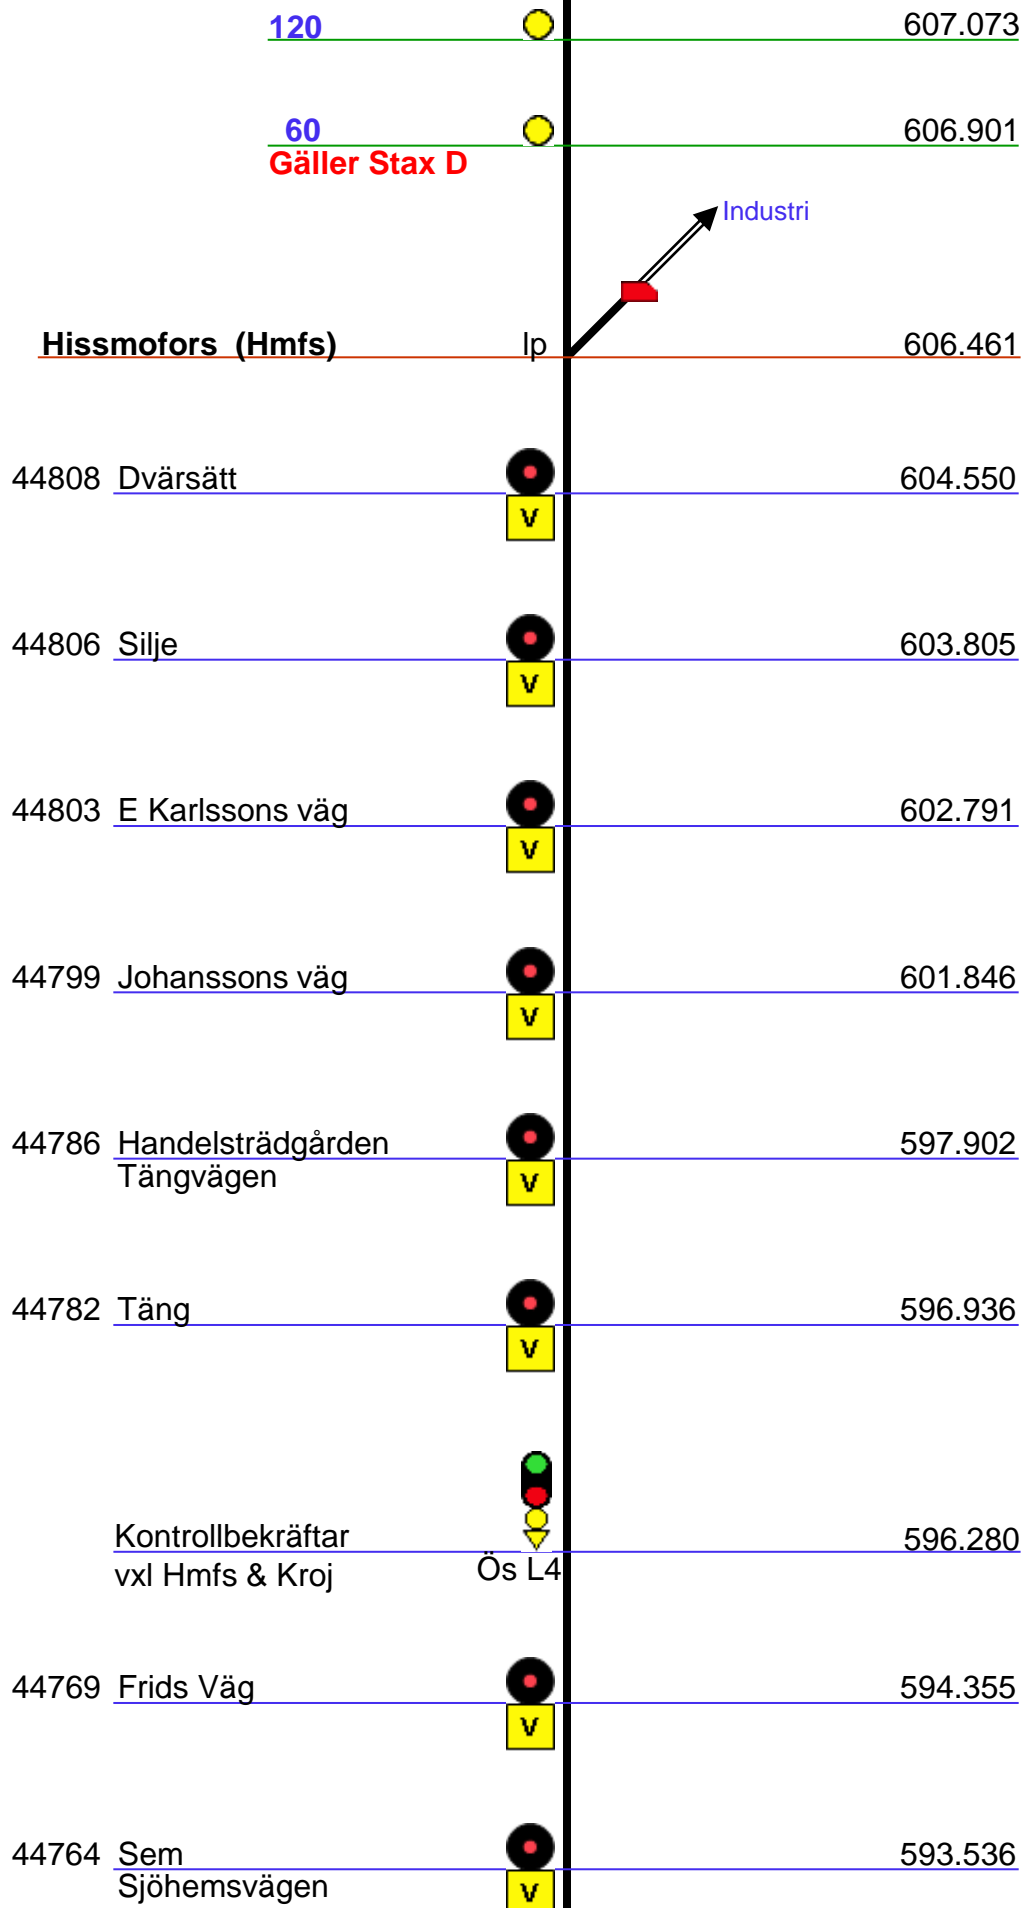 120 607.073
60 606.901
Gäller Stax D
Industri
Hissmofors (Hmfs) lp 606.461
44808 Dvärsätt 604.550
V
44806 Silje 603.805
V
44803 E Karlssons väg 602.791
V
44799 Johanssons väg 601.846
V
44786 Handelsträdgården 597.902
Tängvägen
V
44782 Täng 596.936
V
Kontrollbekräftar 596.280
vxl Hmfs & Kroj Ös L4
44769 Frids Väg 594.355
V
44764 Sem 593.536
Sjöhemsvägen
V